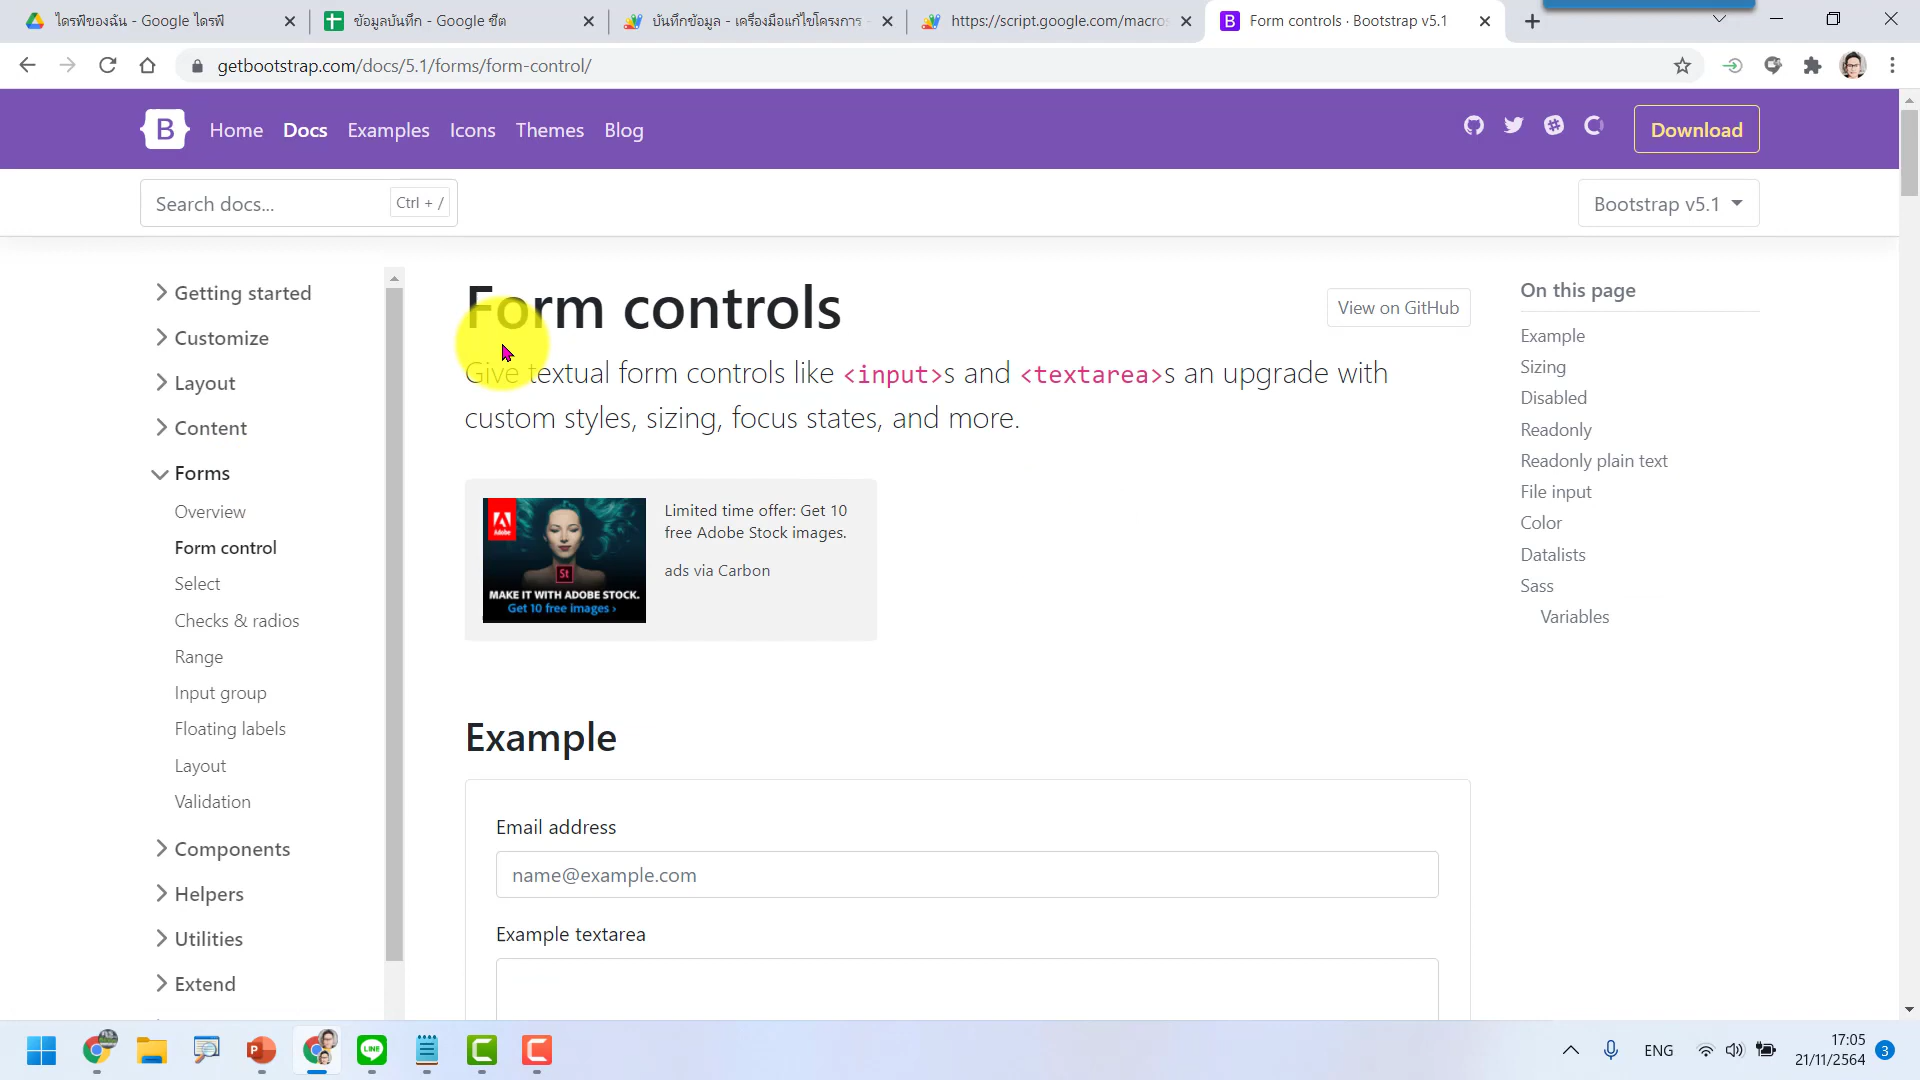 ไดรฟ์ของฉัน - Google ไดรฟ์
ข้อมูลบันทึก - Google ชีต
บันทึกข้อมูล - เครื่องมือแก้ไขโครงการ -
https://script.google.com/macros
Form controls · Bootstrap v5.1
getbootstrap.com/docs/5.1/forms/form-control/
B
Home
Docs
Examples
Icons
Themes
Blog
Download
Search docs...
Ctrl + /
Bootstrap v5.1
Getting started
Customize
Layout
Content
Forms
Overview
Form control
Select
Checks & radios
Range
Input group
Floating labels
Layout
Validation
Components
Helpers
Utilities
Extend
Form controls
View on GitHub
Give textual form controls like <input>s and <textarea>s an upgrade with
custom styles, sizing, focus states, and more.
Adobe
St
MAKE IT WITH ADOBE STOCK.
Get 10 free images ›
Limited time offer: Get 10
free Adobe Stock images.
ads via Carbon
Example
Email address
name@example.com
Example textarea
On this page
Example
Sizing
Disabled
Readonly
Readonly plain text
File input
Color
Datalists
Sass
Variables
LINE
ENG
17:05
21/11/2564
3